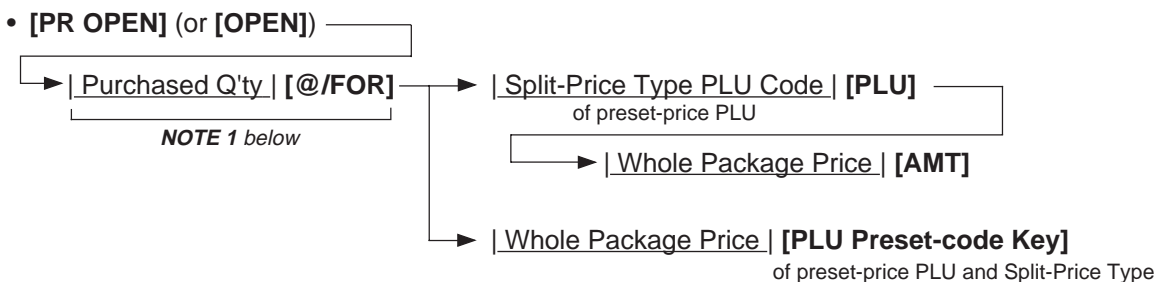 • [PR OPEN] (or [OPEN])
| Purchased Q'ty | [@/FOR]
NOTE 1 below
| Split-Price Type PLU Code | [PLU]
of preset-price PLU
| Whole Package Price | [AMT]
| Whole Package Price | [PLU Preset-code Key]
of preset-price PLU and Split-Price Type